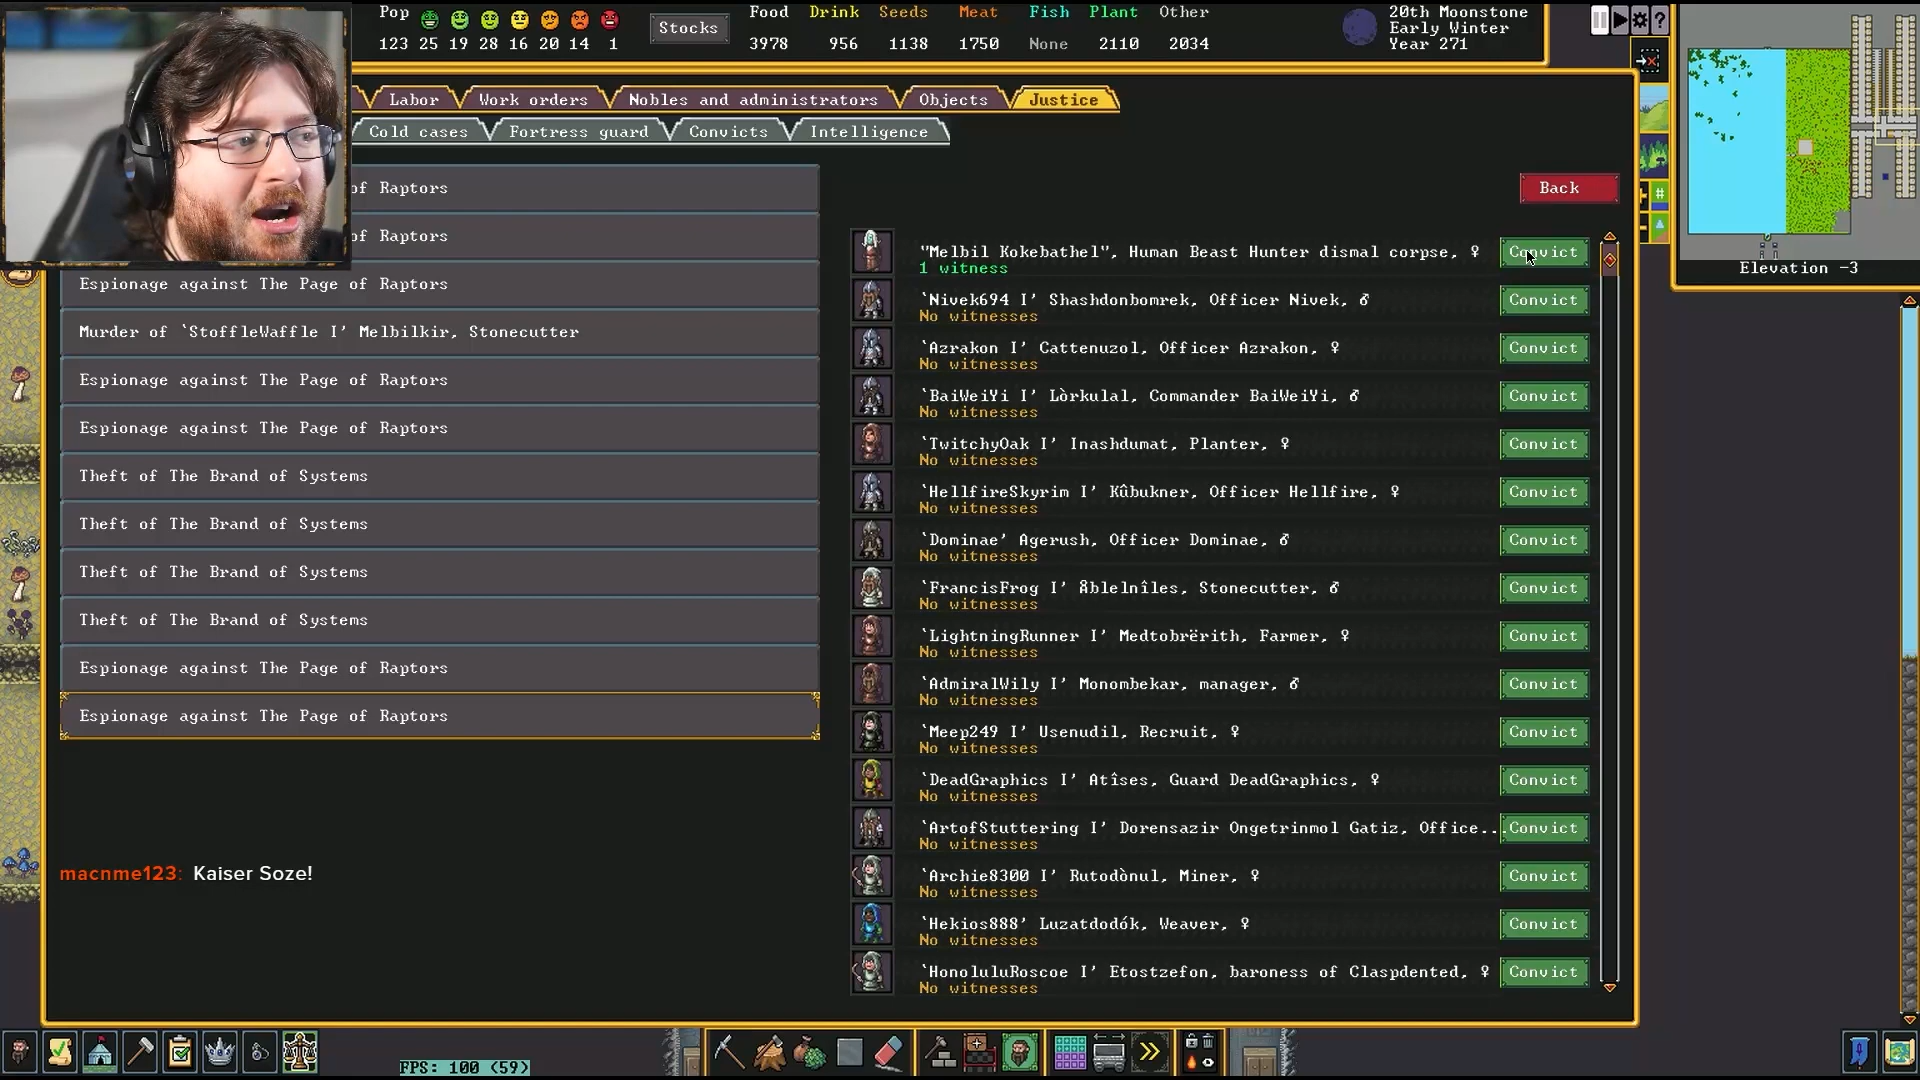 Pop
123 25 19 28 16 20 14 1
Stocks
Food Drink Seeds Meat Fish Plant Other
3978 956 1138 1750 None 2110 2034
20th Moonstone
Early Winter
Year 271
Labor Work orders Nobles and administrators Objects Justice
Cold cases Fortress guard Convicts Intelligence
of Raptors
of Raptors
Espionage against The Page of Raptors
Murder of `StoffleWaffle I' Melbilkir, Stonecutter
Espionage against The Page of Raptors
Espionage against The Page of Raptors
Theft of The Brand of Systems
Theft of The Brand of Systems
Theft of The Brand of Systems
Theft of The Brand of Systems
Espionage against The Page of Raptors
Espionage against The Page of Raptors
macnme123: Kaiser Soze!
Back
"Melbil Kokebathel", Human Beast Hunter dismal corpse, ♀ Convict
1 witness
`Nivek694 I' Shashdonbomrek, Officer Nivek, ♂ Convict
No witnesses
`Azrakon I' Cattenuzol, Officer Azrakon, ♀ Convict
No witnesses
`BaiWeiYi I' Lòrkulal, Commander BaiWeiYi, ♂ Convict
No witnesses
`TwitchyOak I' Inashdumat, Planter, ♀ Convict
No witnesses
`HellfireSkyrim I' Kûbukner, Officer Hellfire, ♀ Convict
No witnesses
`Dominae' Agerush, Officer Dominae, ♂ Convict
No witnesses
`FrancisFrog I' Åblelnîles, Stonecutter, ♂ Convict
No witnesses
`LightningRunner I' Medtobrërith, Farmer, ♀ Convict
No witnesses
`AdmiralWily I' Monombekar, manager, ♂ Convict
No witnesses
`Meep249 I' Usenudil, Recruit, ♀ Convict
No witnesses
`DeadGraphics I' Atîses, Guard DeadGraphics, ♀ Convict
No witnesses
`ArtofStuttering I' Dorensazir Ongetrinmol Gatiz, Office... Convict
No witnesses
`Archie8300 I' Rutodònul, Miner, ♀ Convict
No witnesses
`Hekios888' Luzatdodók, Weaver, ♀ Convict
No witnesses
`HonoluluRoscoe I' Etostzefon, baroness of Claspdented, ♀ Convict
No witnesses
Elevation -3
FPS: 100 (59)